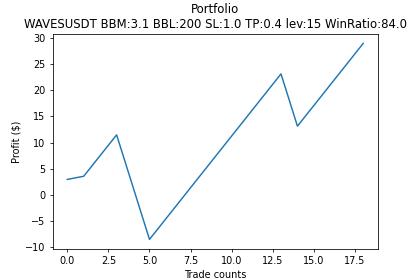 Portfolio
WAVESUSDT BBM:3.1 BBL:200 SL:1.0 TP:0.4 lev:15 WinRatio:84.0
30
25
20
15
10
5
0
−5
−10
Profit ($)
0.0 2.5 5.0 7.5 10.0 12.5 15.0 17.5
Trade counts